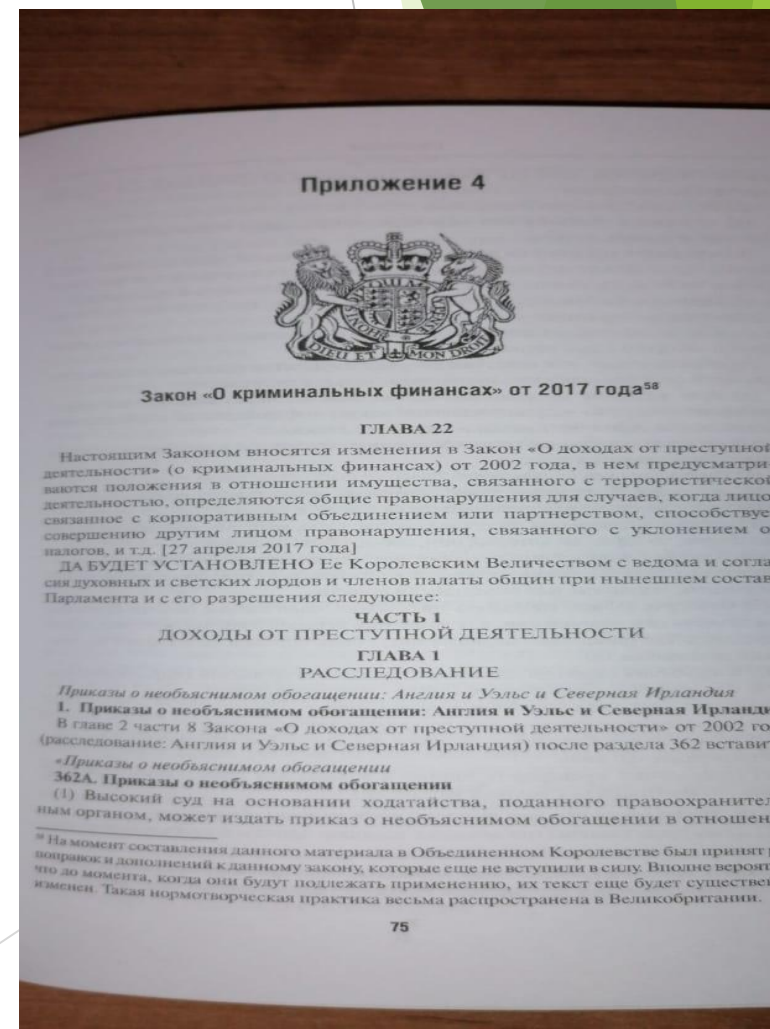 Приложение 4
QUI MAL
DIEU ET MON DROIT
Закон «О криминальных финансах» от 2017 года58
ГЛАВА 22
Настоящим Законом вносятся изменения в Закон «О доходах от преступной
деятельности» (о криминальных финансах) от 2002 года, в нем предусматри-
ваются положения в отношении имущества, связанного с террористической
деятельностью, определяются общие правонарушения для случаев, когда лицо
связанное с корпоративным объединением или партнерством, способствуе
совершению другим лицом правонарушения, связанного с уклонением о
налогов, и т.д. [27 апреля 2017 года]
ДА БУДЕТ УСТАНОВЛЕНО Ее Королевским Величеством с ведома и согла
сия духовных и светских лордов и членов палаты общин при нынешнем состав
Парламента и с его разрешения следующее:
ЧАСТЬ 1
ДОХОДЫ ОТ ПРЕСТУПНОЙ ДЕЯТЕЛЬНОСТИ
ГЛАВА 1
РАССЛЕДОВАНИЕ
Приказы о необъяснимом обогащении: Англия и Уэльс и Северная Ирландия
1. Приказы о необъяснимом обогащении: Англия и Уэльс и Северная Ирланди
В главе 2 части 8 Закона «О доходах от преступной деятельности» от 2002 го
(расследование: Англия и Уэльс и Северная Ирландия) после раздела 362 вставит
«Приказы о необъяснимом обогащении
362A. Приказы о необъяснимом обогащении
(1) Высокий суд на основании ходатайства, поданного правоохранител
ным органом, может издать приказ о необъяснимом обогащении в отношен
58 На момент составления данного материала в Объединенном Королевстве был принят р
поправок и дополнений к данному закону, которые еще не вступили в силу. Вполне вероят
что до момента, когда они будут подлежать применению, их текст еще будет существен
изменен. Такая нормотворческая практика весьма распространена в Великобритании.
75